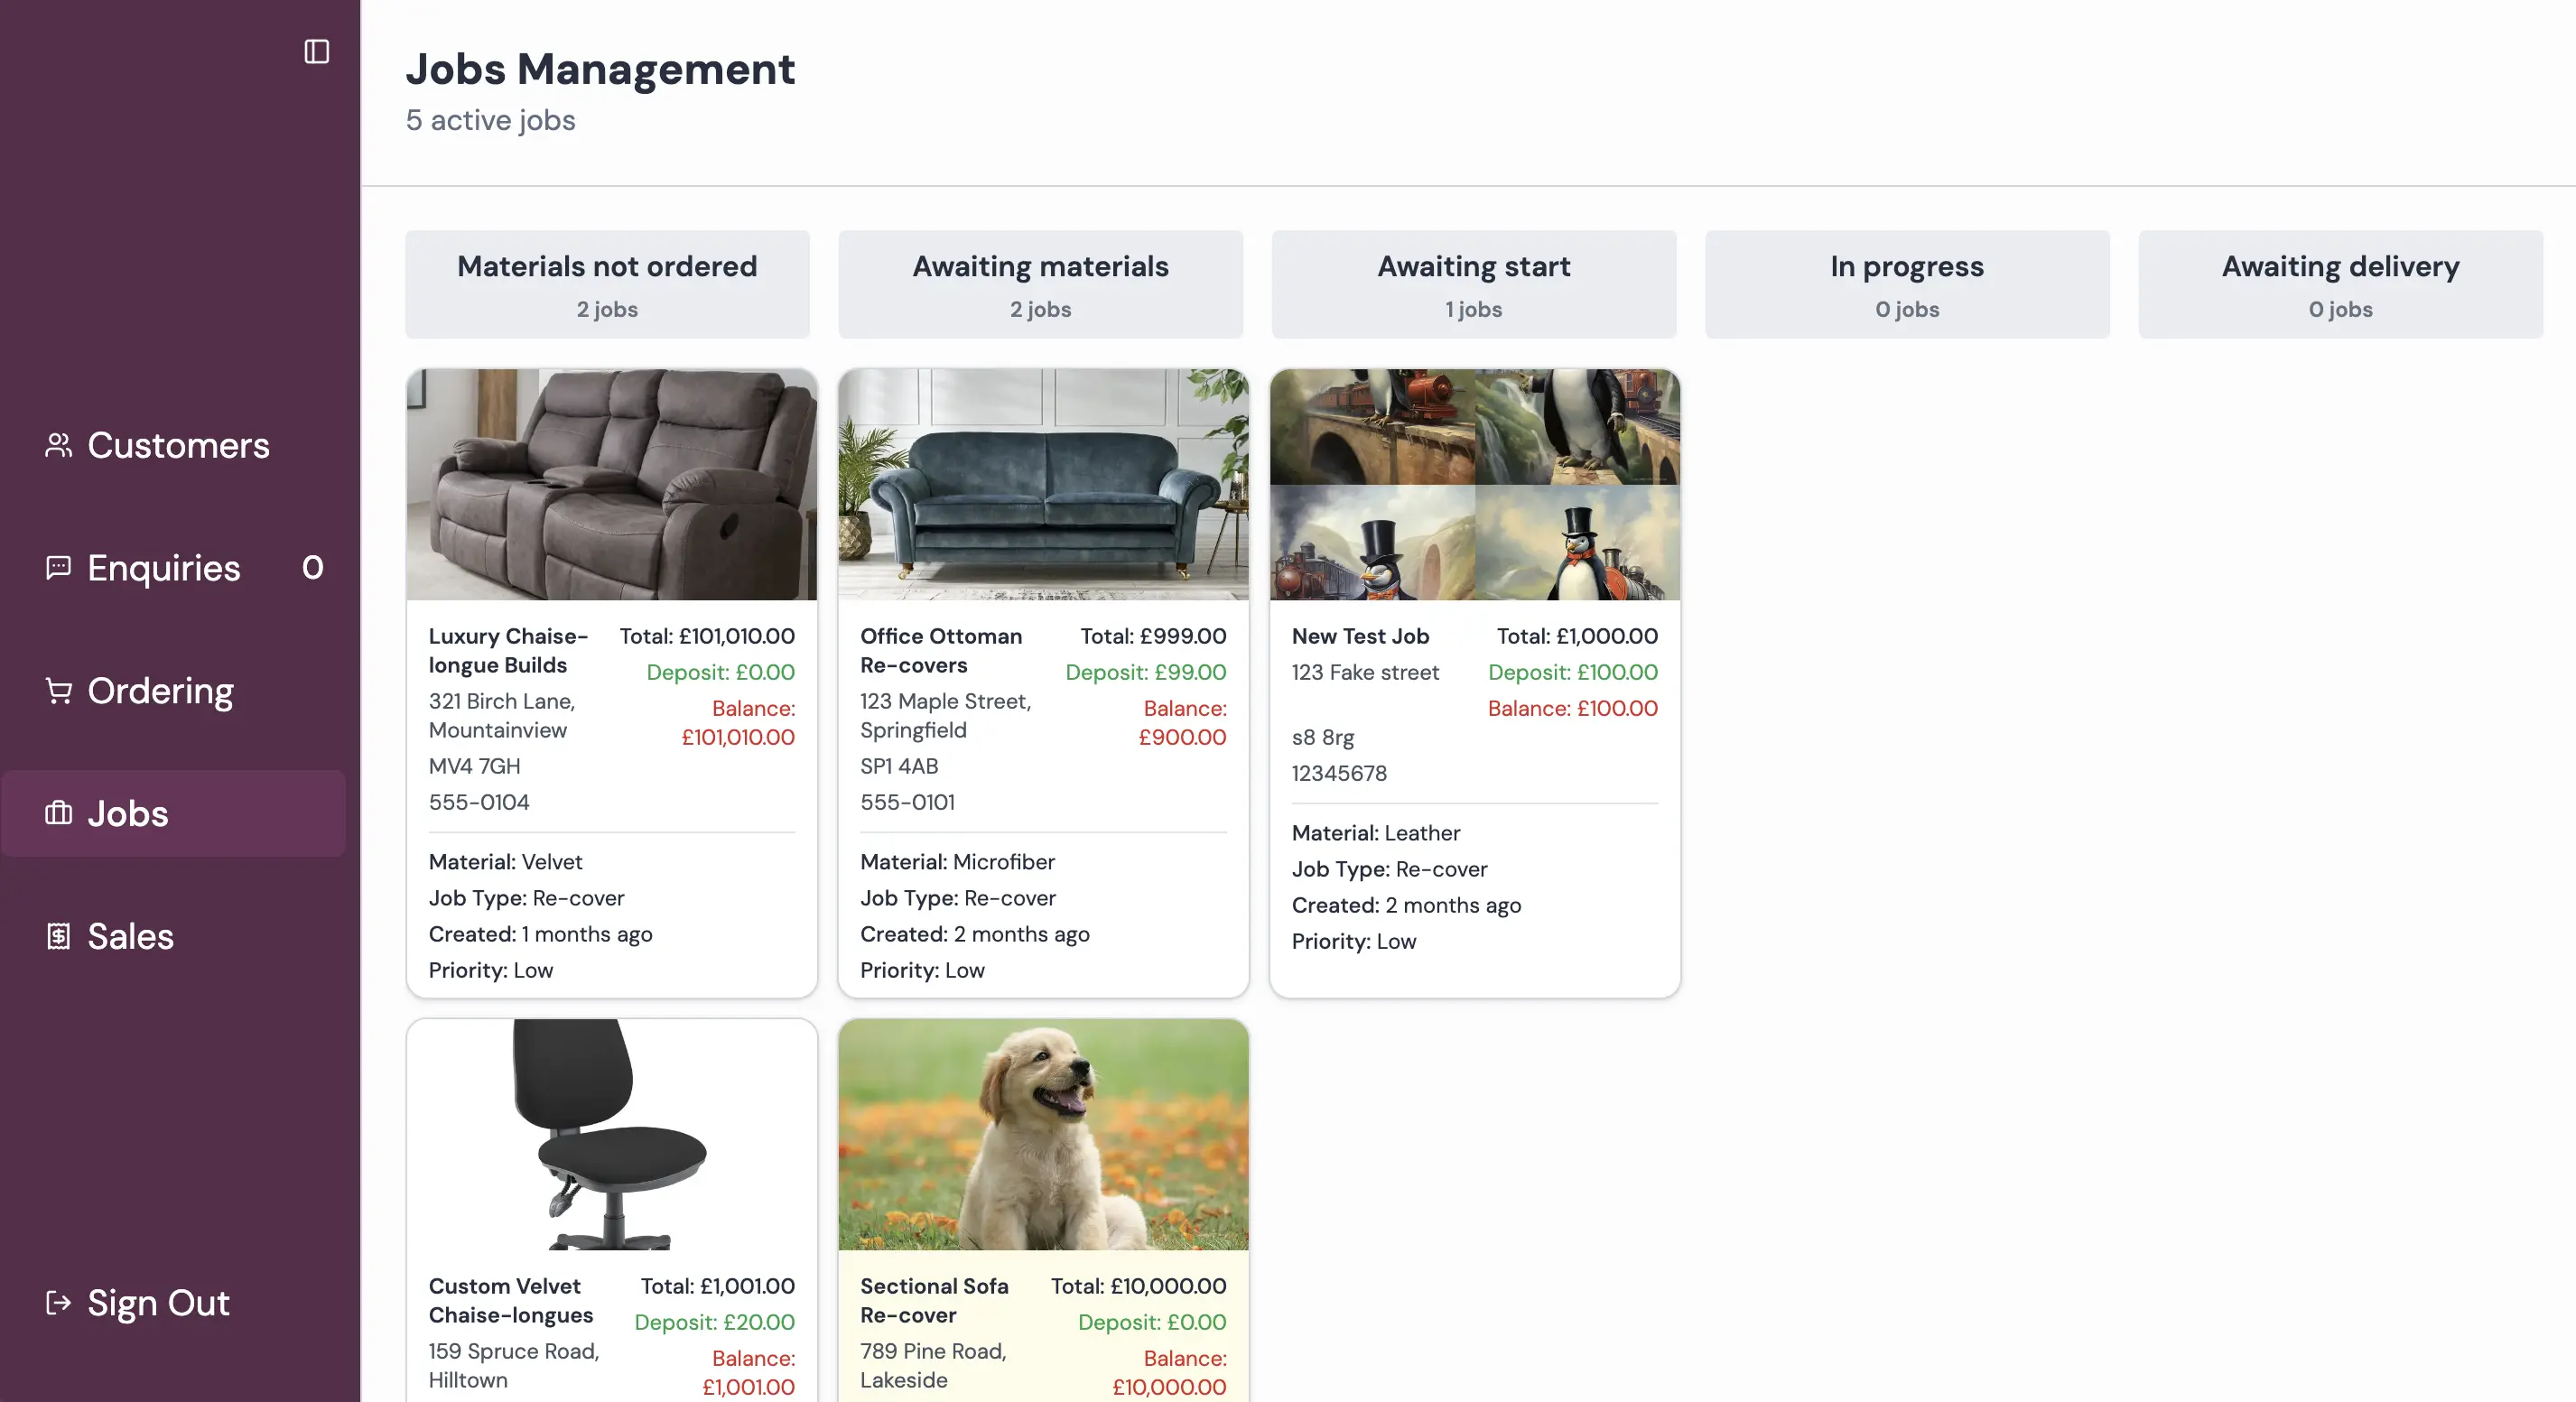 Jobs Management
5 active jobs
Customers
Enquiries 0
Ordering
Jobs
Sales
Sign Out
Materials not ordered
2 jobs
Awaiting materials
2 jobs
Awaiting start
1 jobs
In progress
0 jobs
Awaiting delivery
0 jobs
Luxury Chaise-
longue Builds
321 Birch Lane,
Mountainview
MV4 7GH
555-0104
Total: £101,010.00
Deposit: £0.00
Balance:
£101,010.00
Material: Velvet
Job Type: Re-cover
Created: 1 months ago
Priority: Low
Office Ottoman
Re-covers
123 Maple Street,
Springfield
SP1 4AB
555-0101
Total: £999.00
Deposit: £99.00
Balance:
£900.00
Material: Microfiber
Job Type: Re-cover
Created: 2 months ago
Priority: Low
New Test Job
123 Fake street
s8 8rg
12345678
Total: £1,000.00
Deposit: £100.00
Balance: £100.00
Material: Leather
Job Type: Re-cover
Created: 2 months ago
Priority: Low
Custom Velvet
Chaise-longues
159 Spruce Road,
Hilltown
Total: £1,001.00
Deposit: £20.00
Balance:
£1,001.00
Sectional Sofa
Re-cover
789 Pine Road,
Lakeside
Total: £10,000.00
Deposit: £0.00
Balance:
£10,000.00